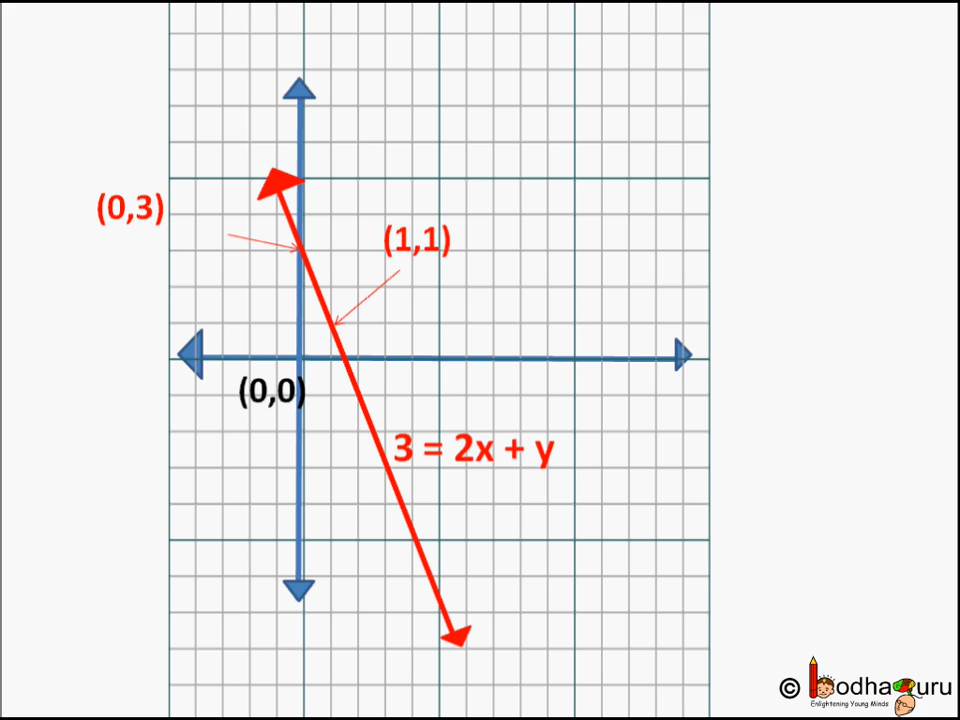 (0,3)
(1,1)
(0,0)
3 = 2x + y
© bodhaguru
Enlightening Young Minds